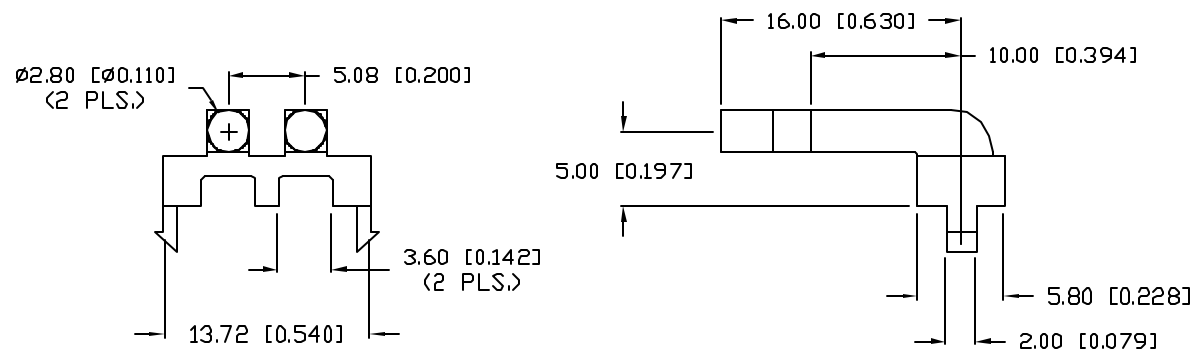 16.00 [0.630]
10.00 [0.394]
Ø2.80 [Ø0.110]
(2 PLS.)
5.08 [0.200]
5.00 [0.197]
3.60 [0.142]
(2 PLS.)
5.80 [0.228]
13.72 [0.540]
2.00 [0.079]